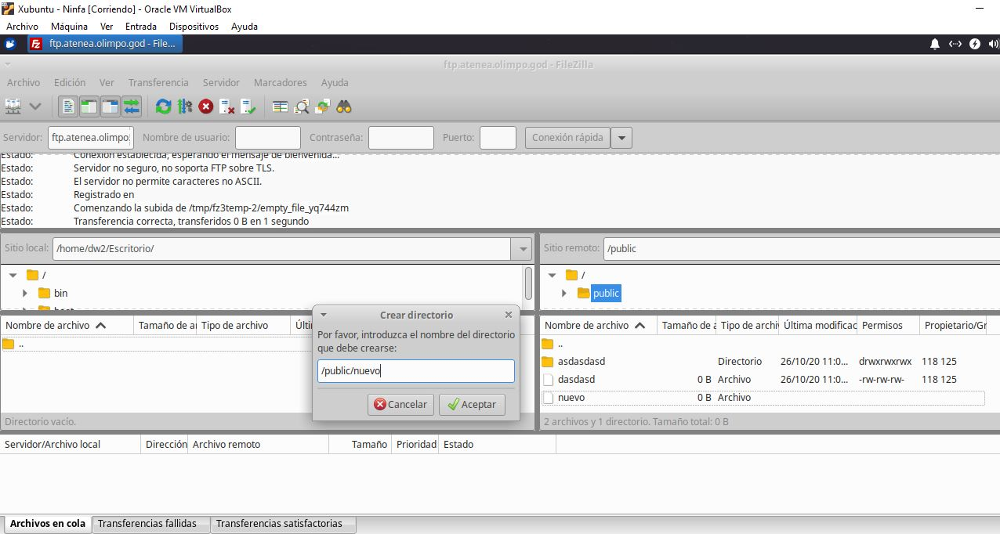 Xubuntu - Ninfa [Corriendo] - Oracle VM VirtualBox
Archivo Máquina Ver Entrada Dispositivos Ayuda
ftp.atenea.olimpo.god - File...
ftp.atenea.olimpo.god - FileZilla
Archivo Edición Ver Transferencia Servidor Marcadores Ayuda
Servidor: ftp.atenea.olimpo Nombre de usuario: Contraseña: Puerto: Conexión rápida
Estado: Conexión establecida, esperando el mensaje de bienvenida...
Estado: Servidor no seguro, no soporta FTP sobre TLS.
Estado: El servidor no permite caracteres no ASCII.
Estado: Registrado en
Estado: Comenzando la subida de /tmp/fz3temp-2/empty_file_yq744zm
Estado: Transferencia correcta, transferidos 0 B en 1 segundo
Sitio local: /home/dw2/Escritorio/
/
bin
Nombre de archivo Tamaño de a Tipo de archivo Últi
..
Directorio vacío.
Sitio remoto: /public
/
public
Nombre de archivo Tamaño de a Tipo de archi Última modificac Permisos Propietario/Gr
..
asdasdasd Directorio 26/10/20 11:0... drwxrwxrwx 118 125
dasdasd 0 B Archivo 26/10/20 11:0... -rw-rw-rw- 118 125
nuevo 0 B Archivo
2 archivos y 1 directorio. Tamaño total: 0 B
Crear directorio
Por favor, introduzca el nombre del directorio
que debe crearse:
/public/nuevo
Cancelar Aceptar
Servidor/Archivo local Dirección Archivo remoto Tamaño Prioridad Estado
Archivos en cola Transferencias fallidas Transferencias satisfactorias